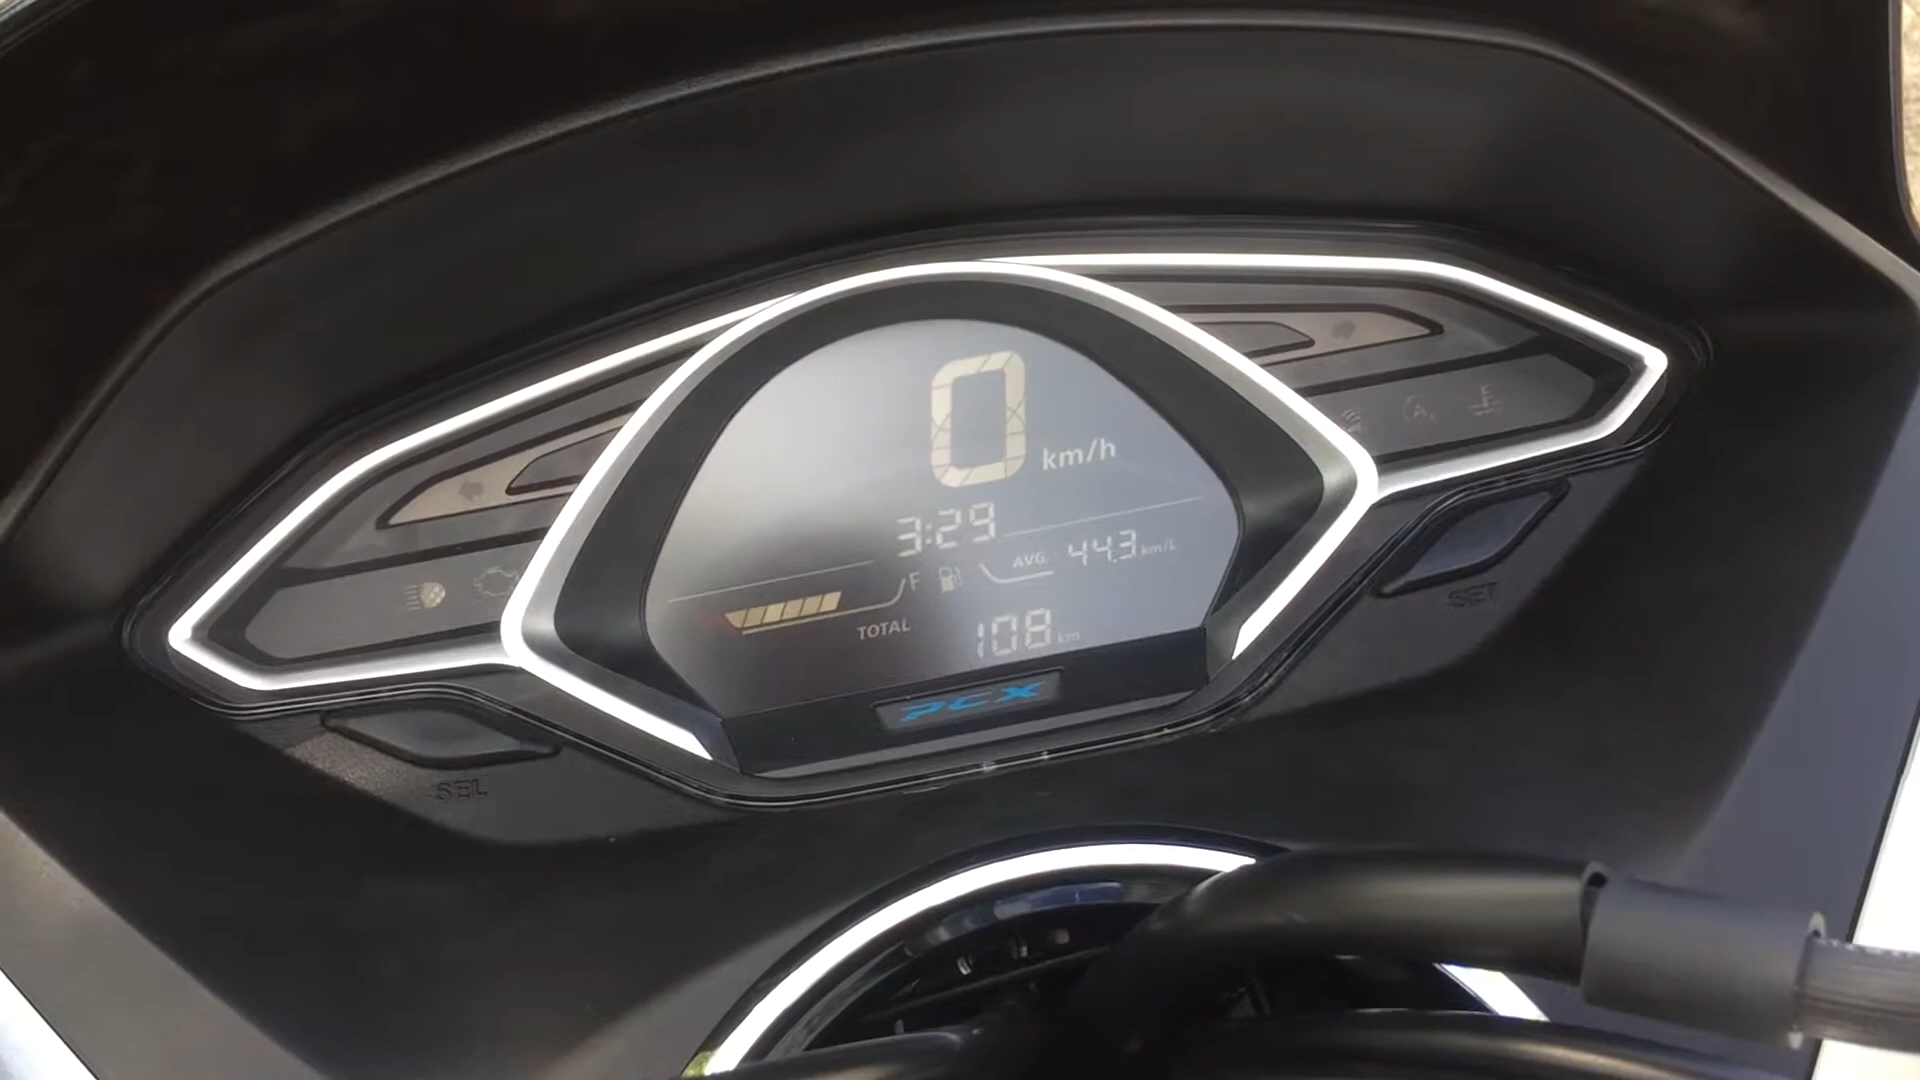 0 km/h
3:29
AVG. 44.3 km/L
F
TOTAL 108 km
PCX
SEL
SET